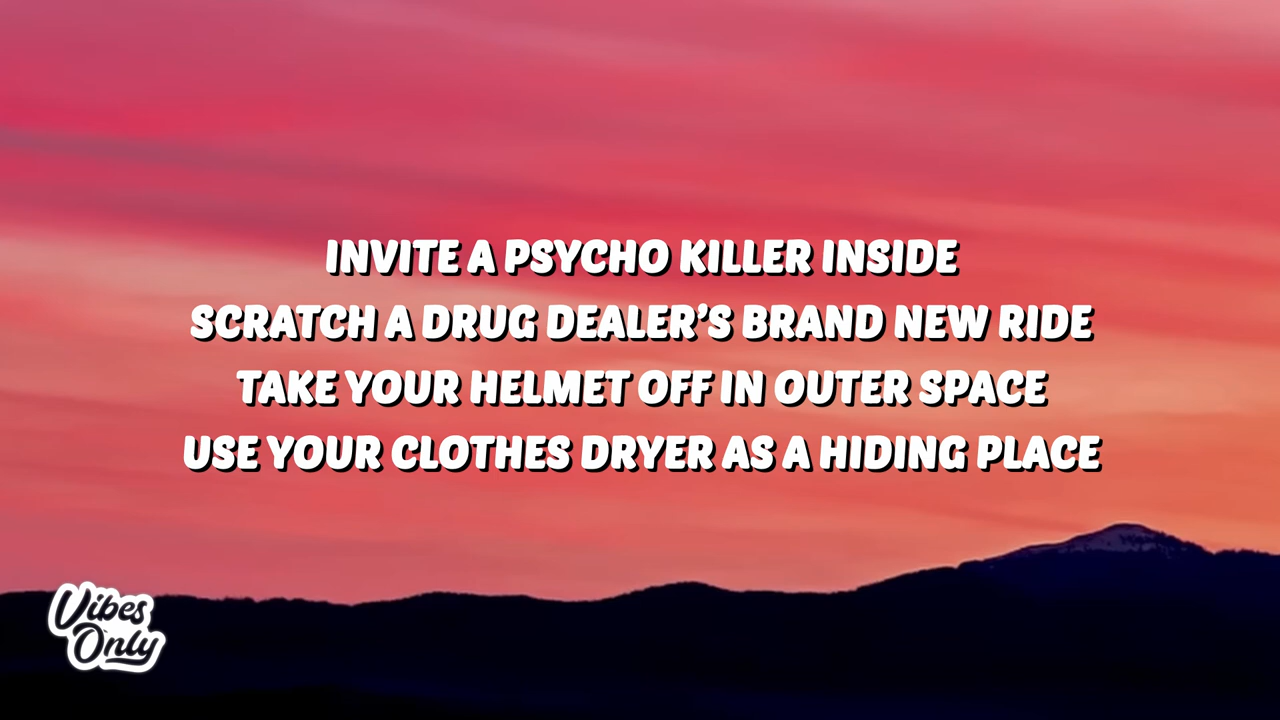 INVITE A PSYCHO KILLER INSIDE
SCRATCH A DRUG DEALER’S BRAND NEW RIDE
TAKE YOUR HELMET OFF IN OUTER SPACE
USE YOUR CLOTHES DRYER AS A HIDING PLACE
Vibes
Only